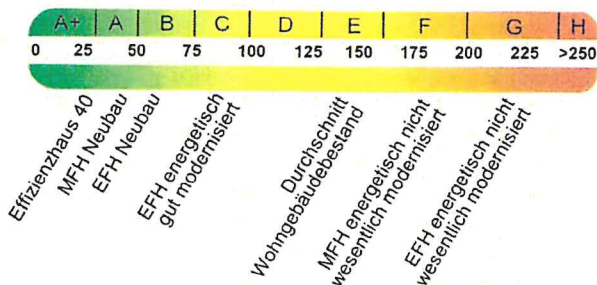 A+ A B C D E F G H
0 25 50 75 100 125 150 175 200 225 >250
Effizienzhaus 40
MFH Neubau
EFH Neubau
EFH energetisch
gut modernisiert
Durchschnitt
Wohngebäudebestand
MFH energetisch nicht
wesentlich modernisiert
EFH energetisch nicht
wesentlich modernisiert